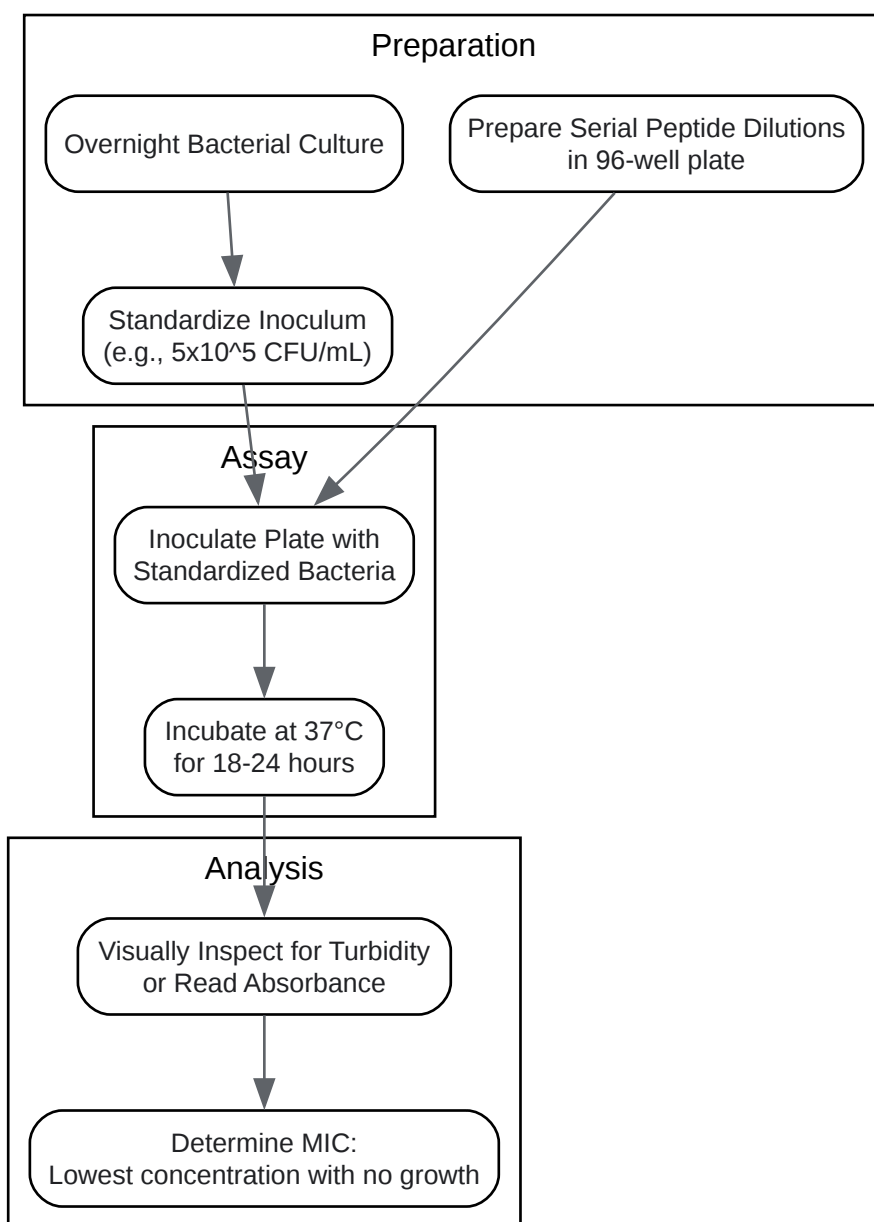 Preparation
Overnight Bacterial Culture
Prepare Serial Peptide Dilutions
in 96-well plate
Standardize Inoculum
(e.g., 5x10^5 CFU/mL)
Assay
Inoculate Plate with
Standardized Bacteria
Incubate at 37°C
for 18-24 hours
Analysis
Visually Inspect for Turbidity
or Read Absorbance
Determine MIC:
Lowest concentration with no growth